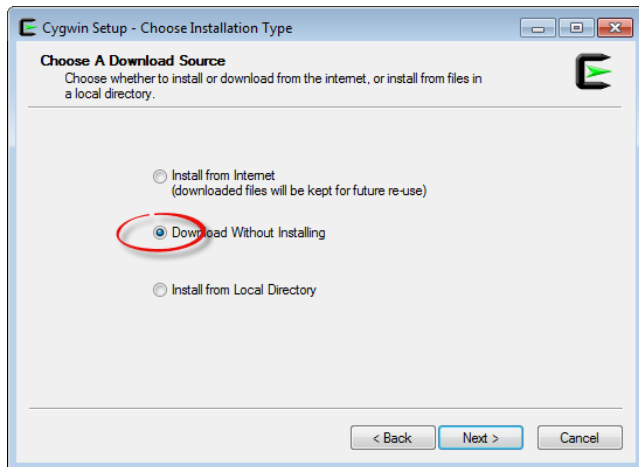 Cygwin Setup - Choose Installation Type
Choose A Download Source
Choose whether to install or download from the internet, or install from files in
a local directory.
Install from Internet
(downloaded files will be kept for future re-use)
Download Without Installing
Install from Local Directory
< Back Next > Cancel